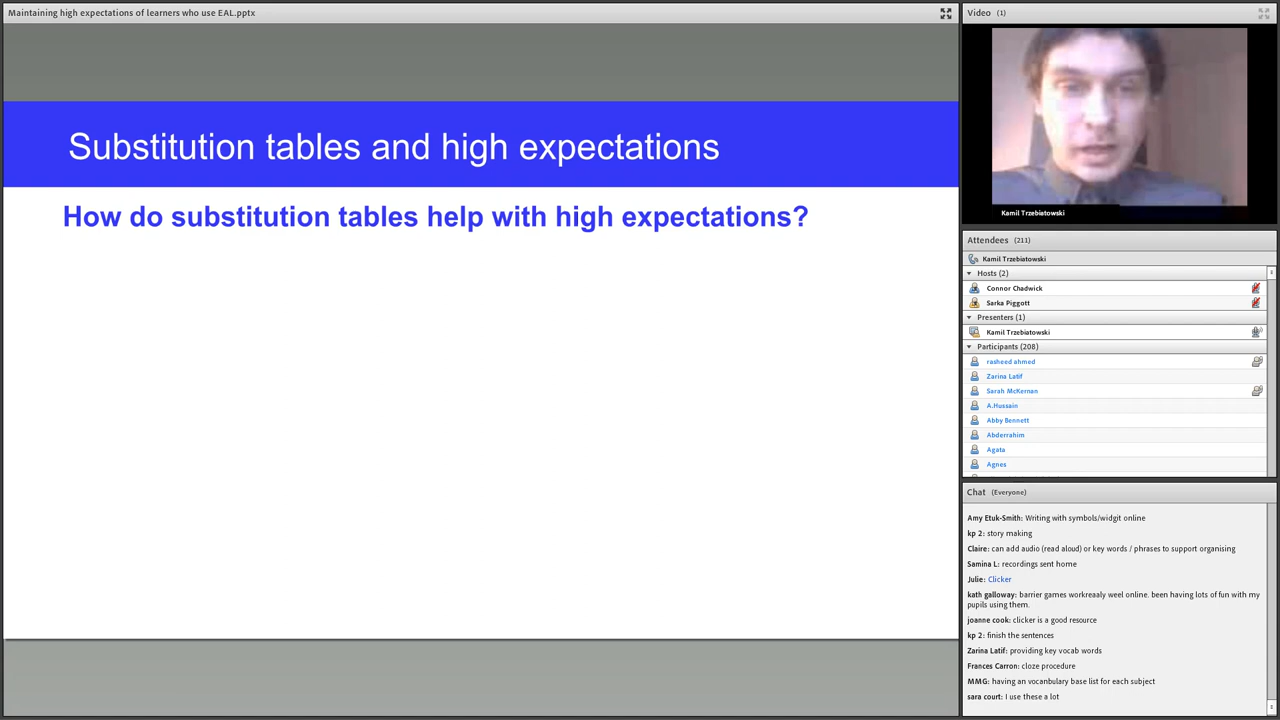 Maintaining high expectations of learners who use EAL.pptx
Substitution tables and high expectations
How do substitution tables help with high expectations?
Video (1)
Kamil Trzebiatowski
Attendees (211)
Kamil Trzebiatowski
Hosts (2)
Connor Chadwick
Sarka Piggott
Presenters (1)
Kamil Trzebiatowski
Participants (208)
rasheed ahmed
Zarina Latif
Sarah McKernan
A.Hussain
Abby Bennett
Abderrahim
Agata
Agnes
Chat (Everyone)
Amy Etuk-Smith: Writing with symbols/widgit online
kp 2: story making
Claire: can add audio (read aloud) or key words / phrases to support organising
Samina L: recordings sent home
Julie: Clicker
kath galloway: barrier games workreaaly weel online. been having lots of fun with my
pupils using them.
joanne cook: clicker is a good resource
kp 2: finish the sentences
Zarina Latif: providing key vocab words
Frances Carron: cloze procedure
MMG: having an vocanbulary base list for each subject
sara court: I use these a lot